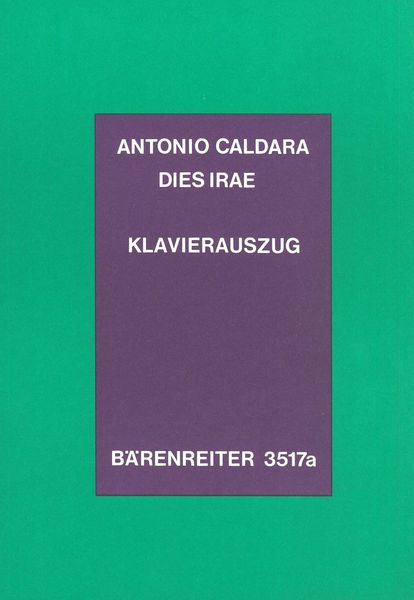 ANTONIO CALDARA
DIES IRAE
KLAVIERAUSZUG
BÄRENREITER 3517a